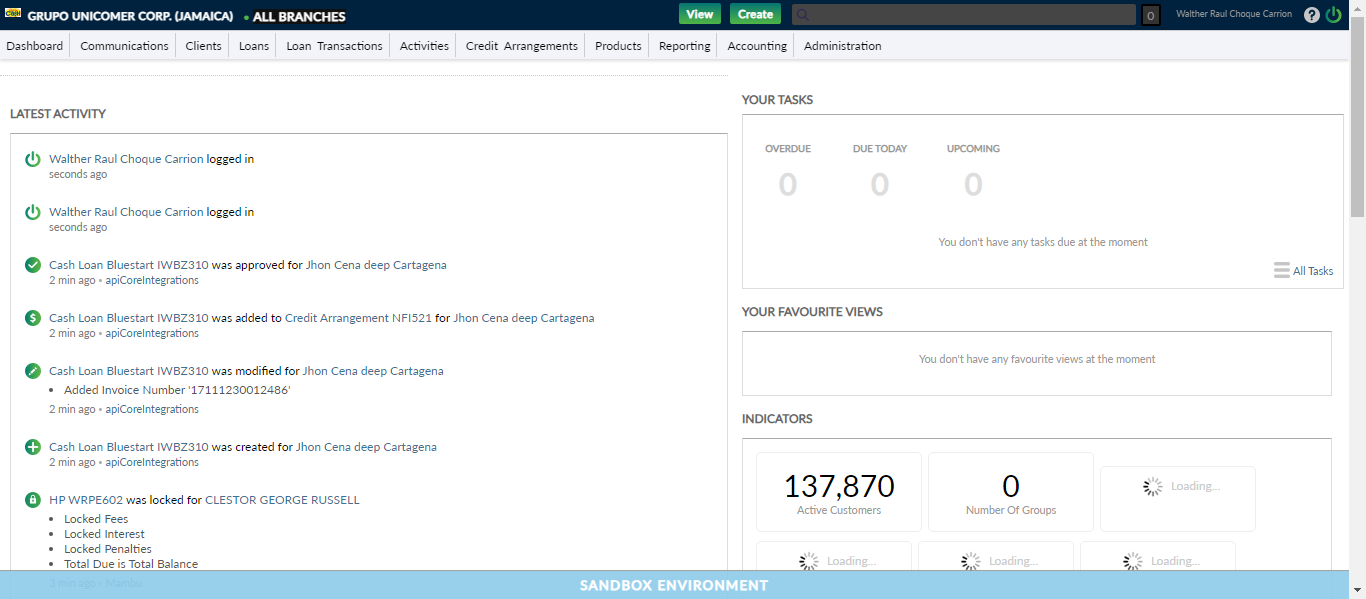 GRUPO UNICOMER CORP. (JAMAICA) • ALL BRANCHES
View Create
0
Walther Raul Choque Carrion
?
Dashboard Communications Clients Loans Loan Transactions Activities Credit Arrangements Products Reporting Accounting Administration
LATEST ACTIVITY
Walther Raul Choque Carrion logged in
seconds ago
Walther Raul Choque Carrion logged in
seconds ago
Cash Loan Bluestart IWBZ310 was approved for Jhon Cena deep Cartagena
2 min ago • apiCoreIntegrations
$
Cash Loan Bluestart IWBZ310 was added to Credit Arrangement NFI521 for Jhon Cena deep Cartagena
2 min ago • apiCoreIntegrations
Cash Loan Bluestart IWBZ310 was modified for Jhon Cena deep Cartagena
• Added Invoice Number '17111230012486'
2 min ago • apiCoreIntegrations
Cash Loan Bluestart IWBZ310 was created for Jhon Cena deep Cartagena
2 min ago • apiCoreIntegrations
HP WRPE602 was locked for CLESTOR GEORGE RUSSELL
• Locked Fees
• Locked Interest
• Locked Penalties
• Total Due is Total Balance
2 min ago • Mambu
YOUR TASKS
OVERDUE DUE TODAY UPCOMING
0 0 0
You don't have any tasks due at the moment
All Tasks
YOUR FAVOURITE VIEWS
You don't have any favourite views at the moment
INDICATORS
137,870
Active Customers
0
Number Of Groups
Loading...
Loading...
Loading...
Loading...
SANDBOX ENVIRONMENT